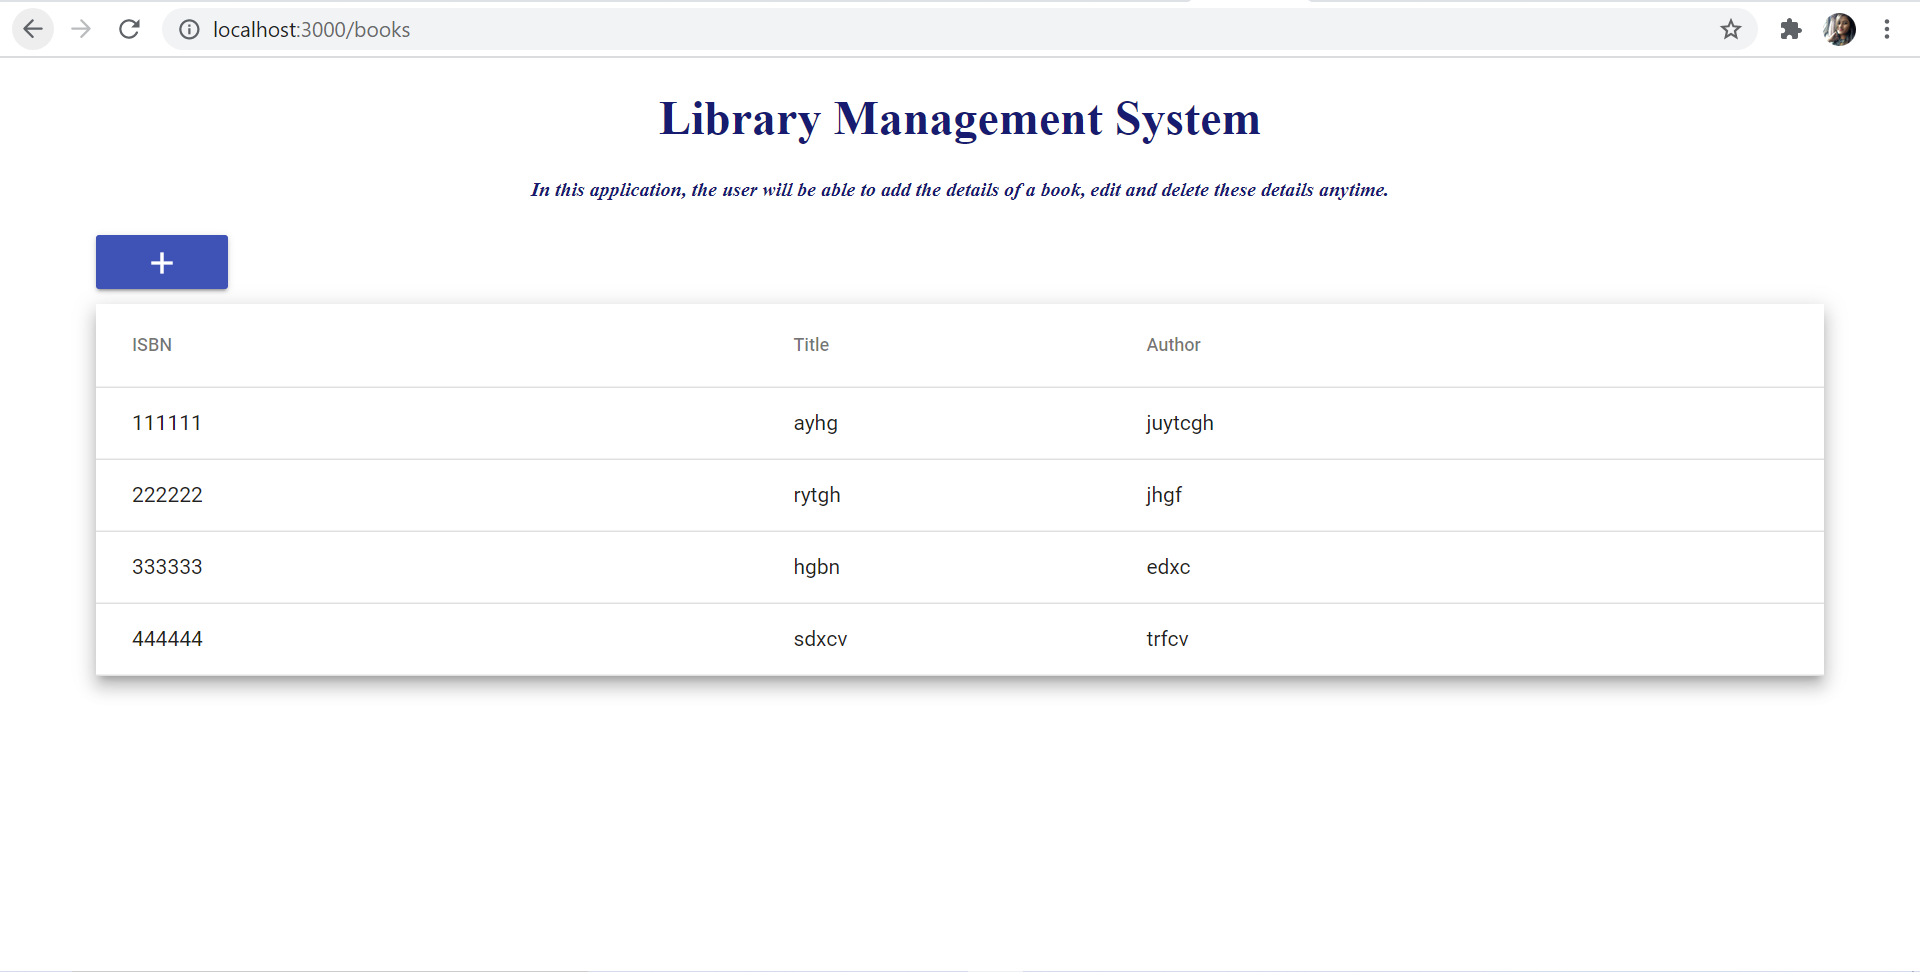 localhost:3000/books
Library Management System
In this application, the user will be able to add the details of a book, edit and delete these details anytime.
+
ISBN Title Author
111111 ayhg juytcgh
222222 rytgh jhgf
333333 hgbn edxc
444444 sdxcv trfcv